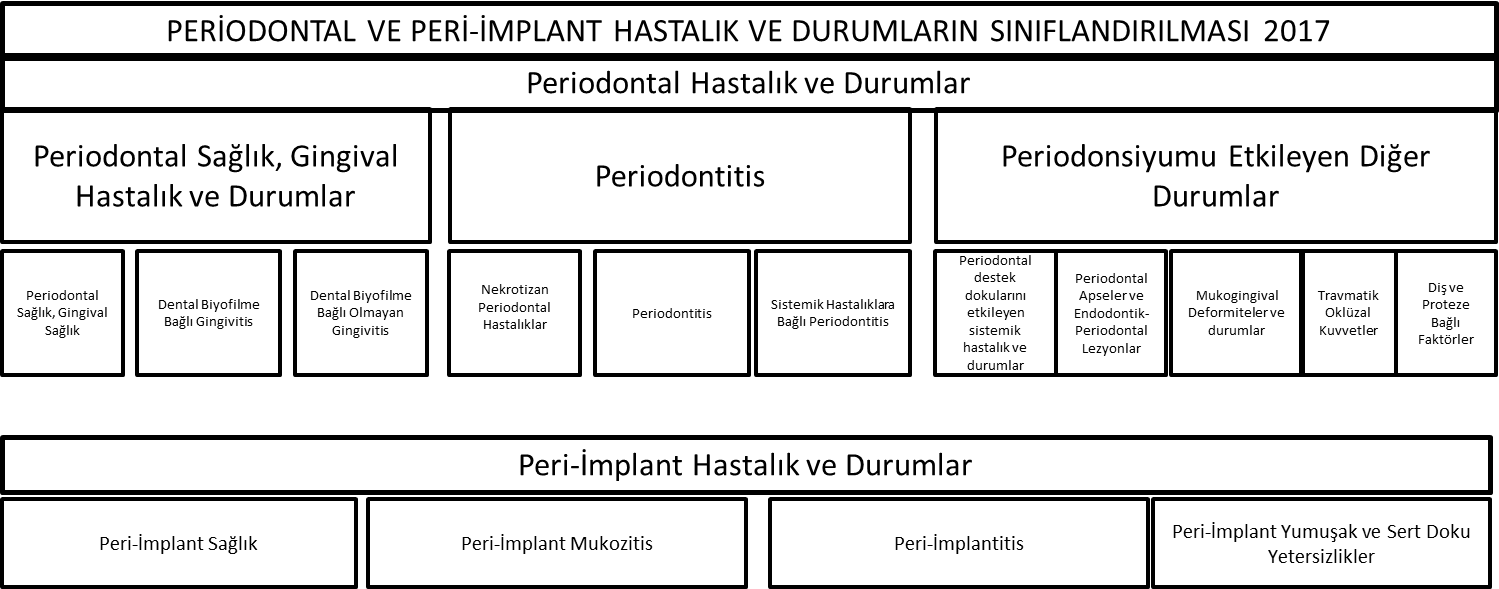 PERİODONTAL VE PERİ-İMPLANT HASTALIK VE DURUMLARIN SINIFLANDIRILMASI 2017
Periodontal Hastalık ve Durumlar
Periodontal Sağlık, Gingival
Hastalık ve Durumlar
Periodontitis
Periodonsiyumu Etkileyen Diğer
Durumlar
Periodontal
Sağlık, Gingival
Sağlık
Dental Biyofilme
Bağlı Gingivitis
Dental Biyofilme
Bağlı Olmayan
Gingivitis
Nekrotizan
Periodontal
Hastalıklar
Periodontitis
Sistemik Hastalıklara
Bağlı Periodontitis
Periodontal
destek
dokularını
etkileyen
sistemik
hastalık ve
durumlar
Periodontal
Apseler ve
Endodontik-
Periodontal
Lezyonlar
Mukogingival
Deformiteler ve
durumlar
Travmatik
Oklüzal
Kuvvetler
Diş ve
Proteze
Bağlı
Faktörler
Peri-İmplant Hastalık ve Durumlar
Peri-İmplant Sağlık
Peri-İmplant Mukozitis
Peri-İmplantitis
Peri-İmplant Yumuşak ve Sert Doku
Yetersizlikler